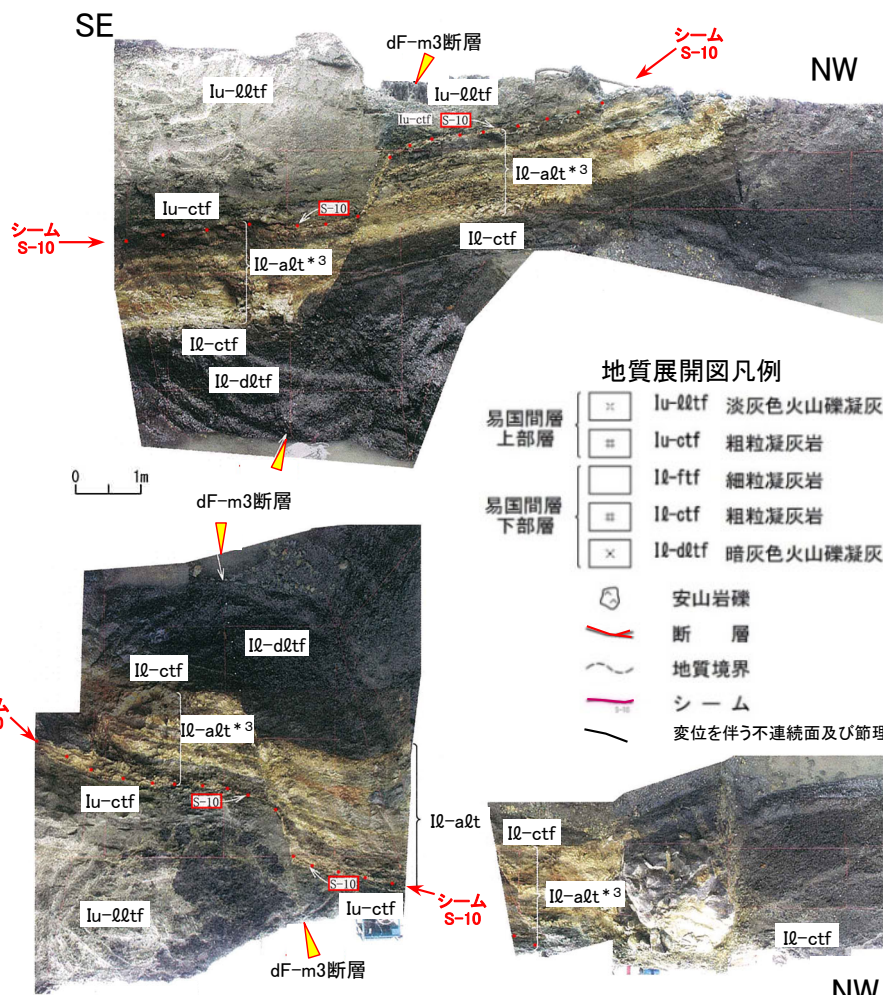 SE
dF-m3断層
シーム
S-10
NW
Iu-ℓℓtf
Iu-ℓℓtf
Iu-ctf
S-10
Iℓ-aℓt*3
Iu-ctf
S-10
シーム
S-10
Iℓ-aℓt*3
Iℓ-ctf
Iℓ-ctf
Iℓ-dℓtf
0 1m
dF-m3断層
地質展開図凡例
易国間層
上部層
Iu-ℓℓtf 淡灰色火山礫凝灰
Iu-ctf 粗粒凝灰岩
易国間層
下部層
Iℓ-ftf 細粒凝灰岩
Iℓ-ctf 粗粒凝灰岩
Iℓ-dℓtf 暗灰色火山礫凝灰
安山岩礫
断 層
地質境界
S-10
シ ー ム
変位を伴う不連続面及び節理
Iℓ-dℓtf
Iℓ-ctf
Iℓ-aℓt*3
Iu-ctf
S-10
Iℓ-aℓt
S-10
シーム
S-10
Iu-ctf
Iu-ℓℓtf
dF-m3断層
Iℓ-ctf
Iℓ-aℓt*3
Iℓ-ctf
NW